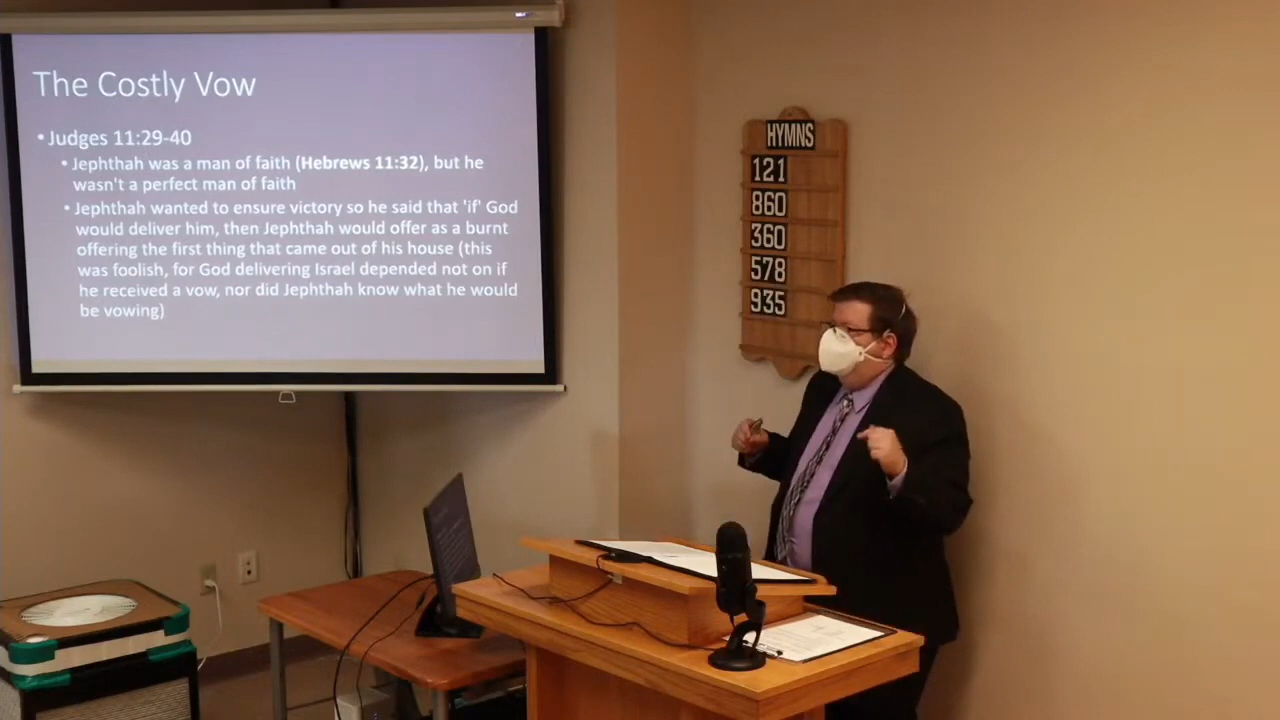 The Costly Vow
• Judges 11:29-40
• Jephthah was a man of faith (Hebrews 11:32), but he
wasn't a perfect man of faith
• Jephthah wanted to ensure victory so he said that 'if' God
would deliver him, then Jephthah would offer as a burnt
offering the first thing that came out of his house (this
was foolish, for God delivering Israel depended not on if
he received a vow, nor did Jephthah know what he would
be vowing)
HYMNS
121
860
360
578
935